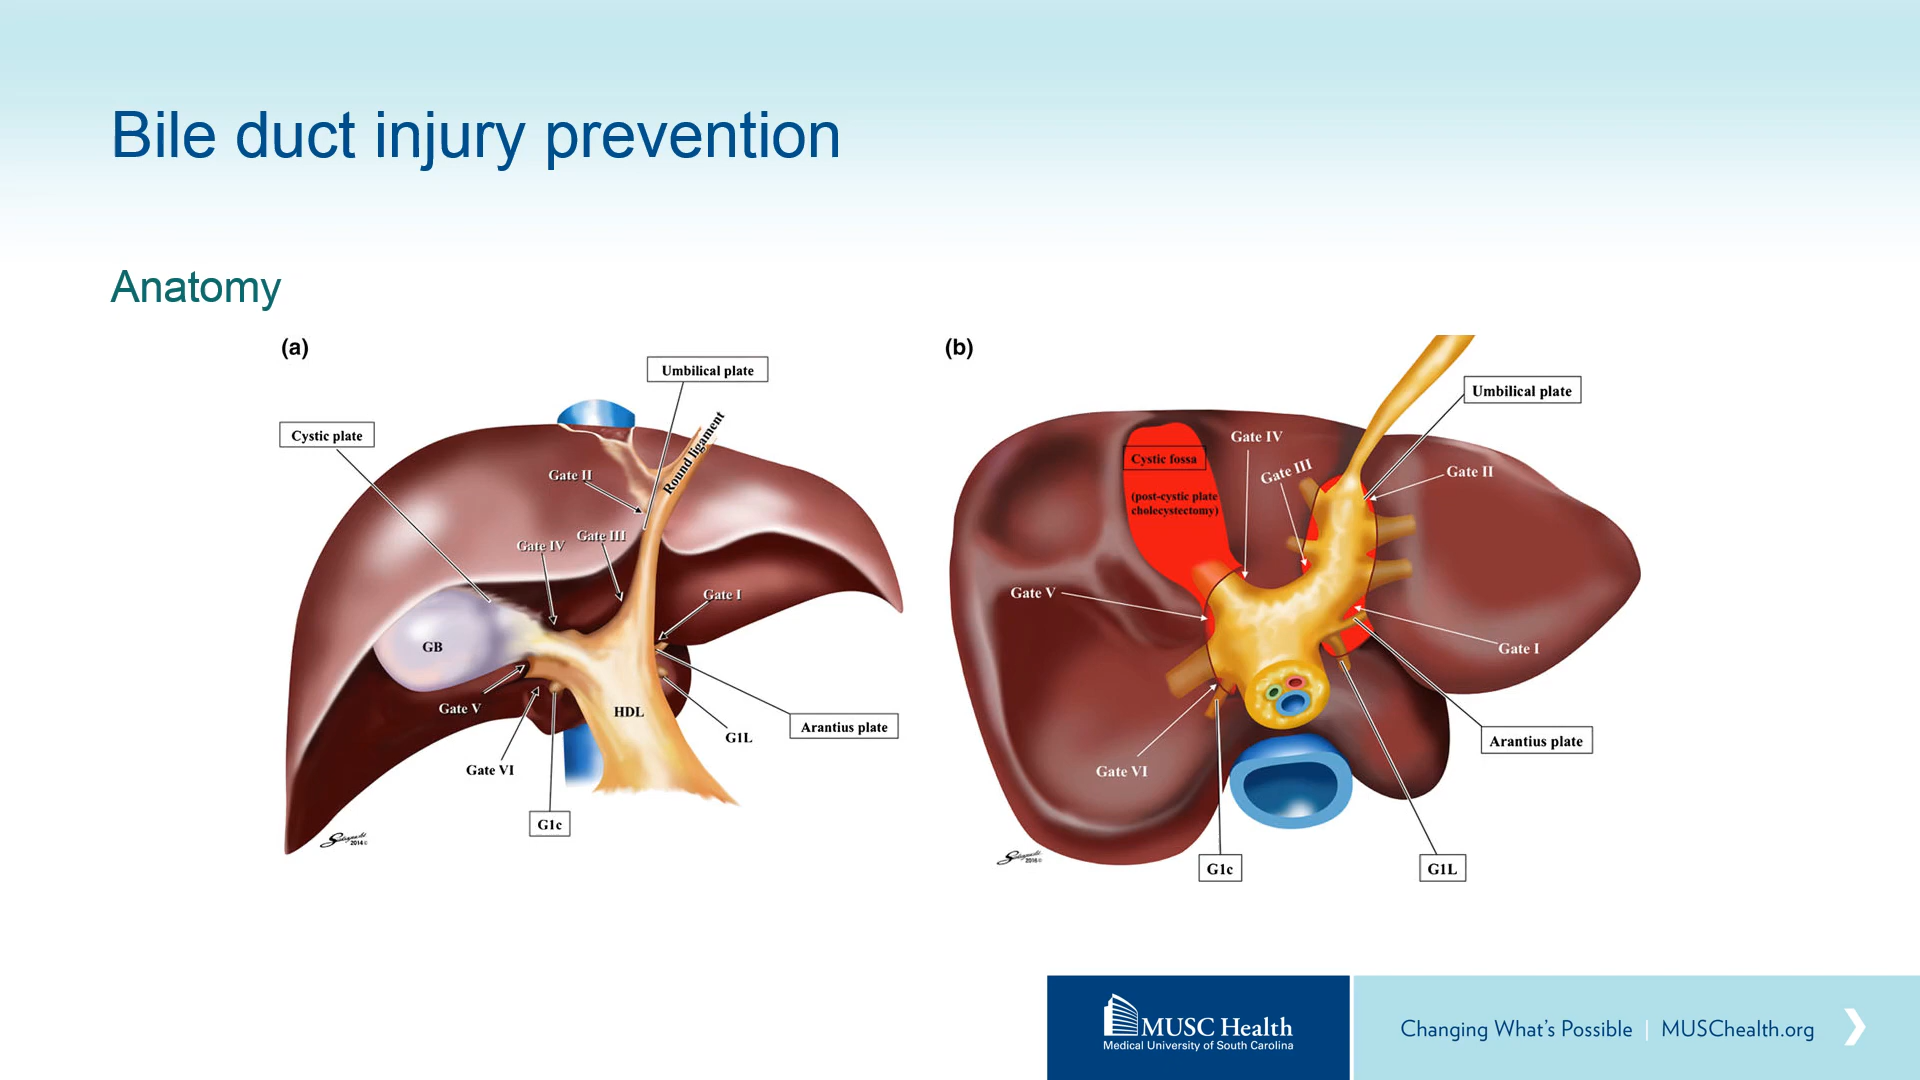 Bile duct injury prevention
Anatomy
(a)
Umbilical plate
Cystic plate
Round ligament
Gate II
Gate III
Gate IV
Gate I
GB
HDL
Gate V
Arantius plate
G1L
Gate VI
G1c
2014©
(b)
Umbilical plate
Gate IV
Cystic fossa
Gate III
Gate II
(post-cystic plate
cholecystectomy)
Gate V
Gate I
Arantius plate
Gate VI
G1c
G1L
MUSC Health
Medical University of South Carolina
Changing What's Possible | MUSChealth.org